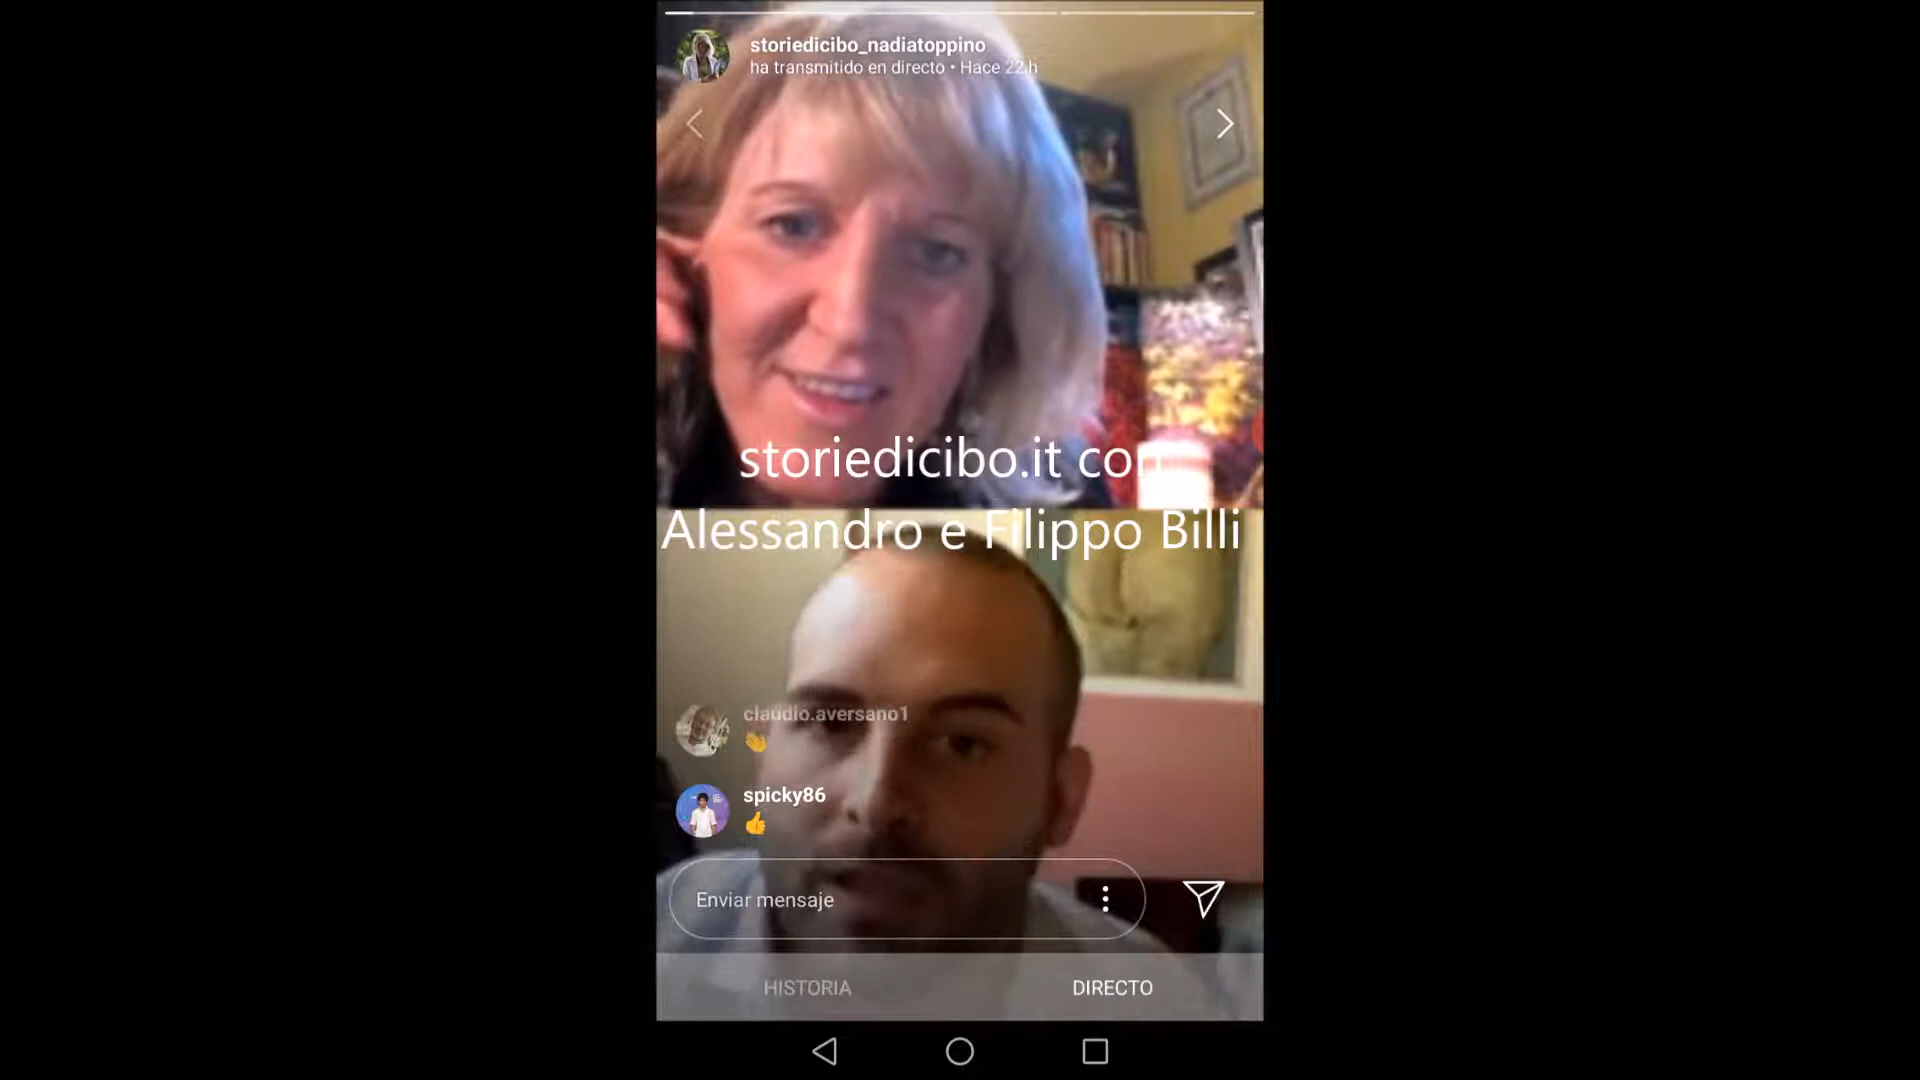 storiedicibo_nadiatoppino
ha transmitido en directo • Hace 22 h
storiedicibo.it con
Alessandro e Filippo Billi
claudio.aversano1
👏
spicky86
👍
Enviar mensaje
HISTORIA
DIRECTO